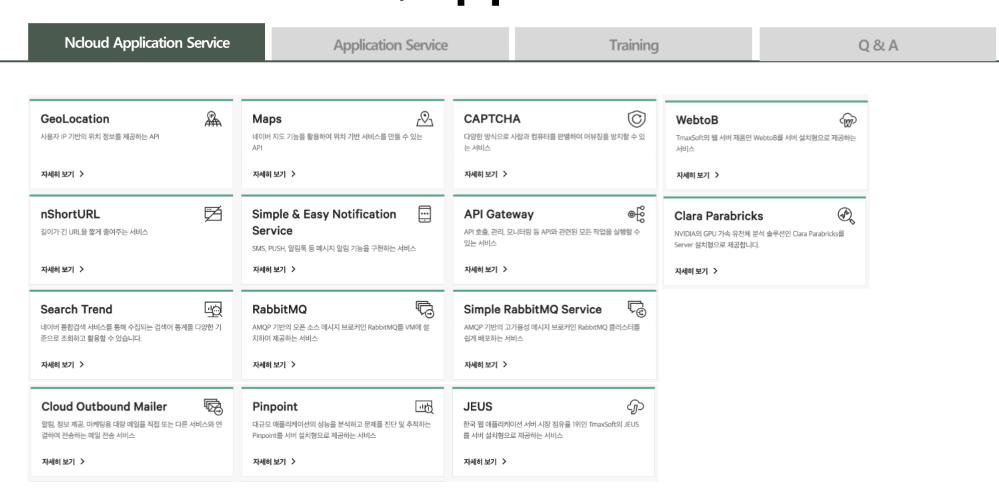 Ncloud Application Service
Application Service
Training
Q & A
GeoLocation
사용자 IP 기반의 위치 정보를 제공하는 API
자세히 보기 >
Maps
네이버 지도 기능을 활용하여 위치 기반 서비스를 만들 수 있는
API
자세히 보기 >
CAPTCHA
다양한 방식으로 사람과 컴퓨터를 판별하여 어뷰징을 방지할 수 있
는 서비스
자세히 보기 >
WebtoB
TmaxSoft의 웹 서버 제품인 WebtoB를 서버 설치형으로 제공하는
서비스
자세히 보기 >
nShortURL
길이가 긴 URL을 짧게 줄여주는 서비스
자세히 보기 >
Simple & Easy Notification
Service
SMS, PUSH, 알림톡 등 메시지 알림 기능을 구현하는 서비스
자세히 보기 >
API Gateway
API 호출, 관리, 모니터링 등 API와 관련된 모든 작업을 실행할 수
있는 서비스
자세히 보기 >
Clara Parabricks
NVIDIA의 GPU 가속 유전체 분석 솔루션인 Clara Parabricks를
Server 설치형으로 제공합니다.
자세히 보기 >
Search Trend
네이버 통합검색 서비스를 통해 수집되는 검색어 통계를 다양한 기
준으로 조회하고 활용할 수 있습니다.
자세히 보기 >
RabbitMQ
AMQP 기반의 오픈 소스 메시지 브로커인 RabbitMQ를 VM에 설
치하여 제공하는 서비스
자세히 보기 >
Simple RabbitMQ Service
AMQP 기반의 고가용성 메시지 브로커인 RabbitMQ 클러스터를
쉽게 배포하는 서비스
자세히 보기 >
Cloud Outbound Mailer
알림, 정보 제공, 마케팅용 대량 메일을 직접 또는 다른 서비스와 연
결하여 전송하는 메일 전송 서비스
자세히 보기 >
Pinpoint
대규모 애플리케이션의 성능을 분석하고 문제를 진단 및 추적하는
Pinpoint를 서버 설치형으로 제공하는 서비스
자세히 보기 >
JEUS
한국 웹 애플리케이션 서버 시장 점유율 1위인 TmaxSoft의 JEUS
를 서버 설치형으로 제공하는 서비스
자세히 보기 >